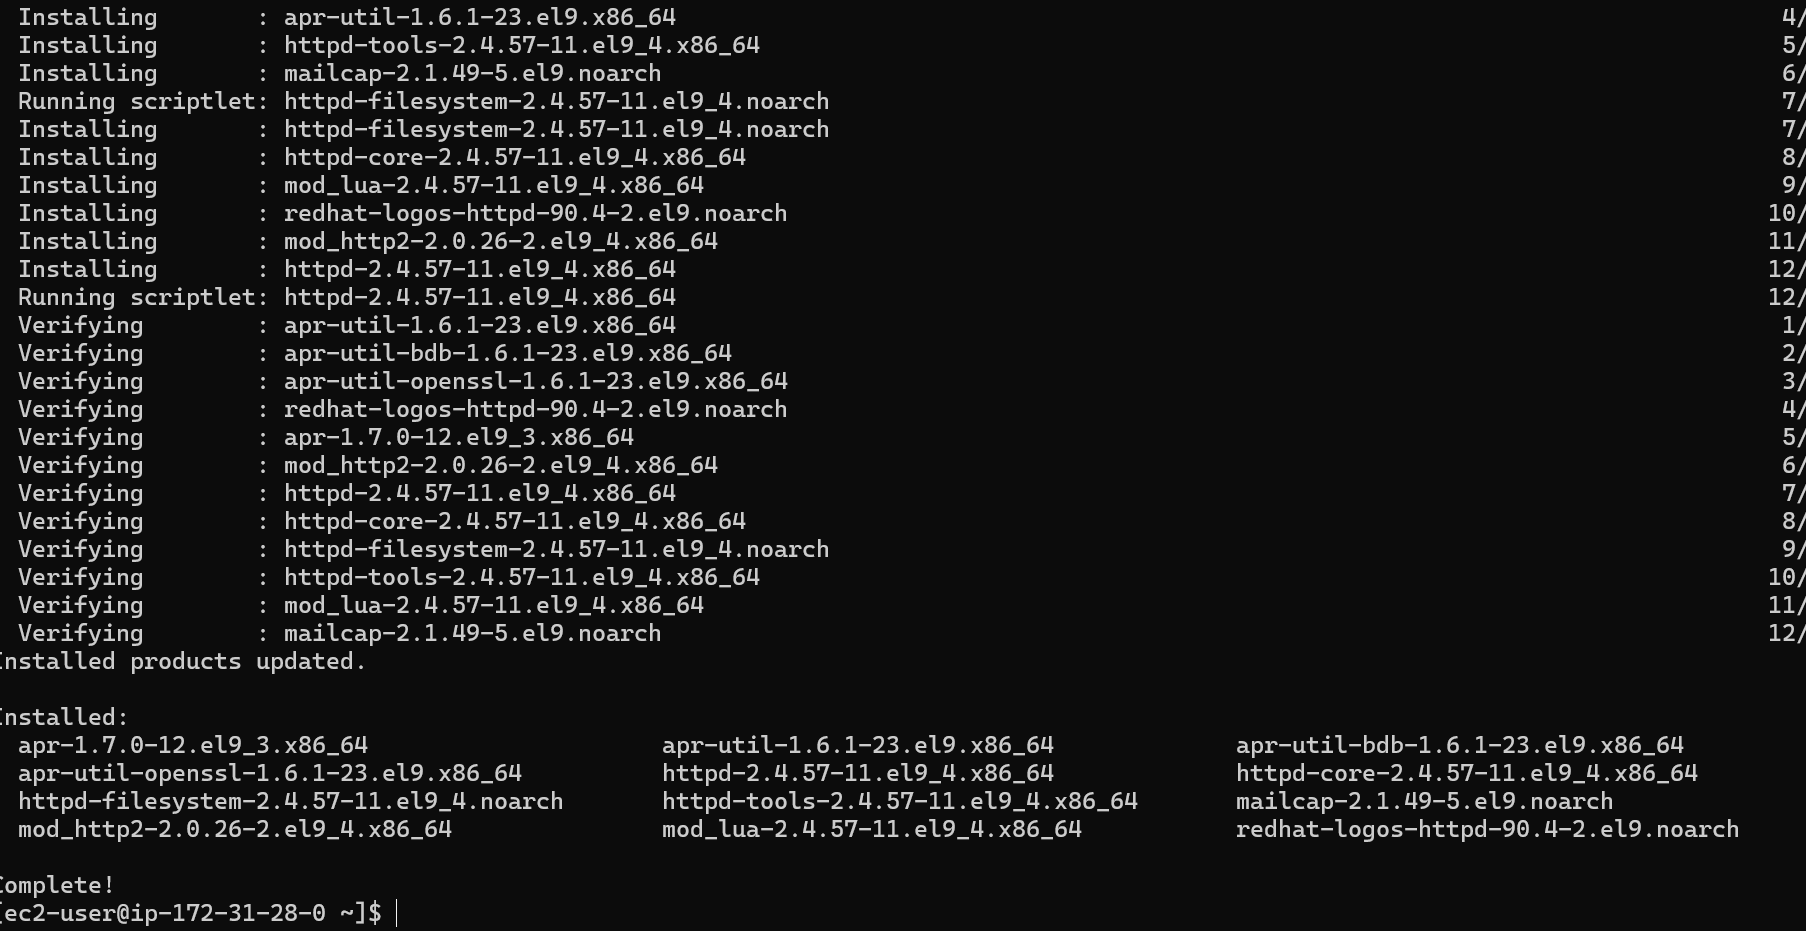 Installing : apr-util-1.6.1-23.el9.x86_64 4/
Installing : httpd-tools-2.4.57-11.el9_4.x86_64 5/
Installing : mailcap-2.1.49-5.el9.noarch 6/
Running scriptlet: httpd-filesystem-2.4.57-11.el9_4.noarch 7/
Installing : httpd-filesystem-2.4.57-11.el9_4.noarch 7/
Installing : httpd-core-2.4.57-11.el9_4.x86_64 8/
Installing : mod_lua-2.4.57-11.el9_4.x86_64 9/
Installing : redhat-logos-httpd-90.4-2.el9.noarch 10/
Installing : mod_http2-2.0.26-2.el9_4.x86_64 11/
Installing : httpd-2.4.57-11.el9_4.x86_64 12/
Running scriptlet: httpd-2.4.57-11.el9_4.x86_64 12/
Verifying : apr-util-1.6.1-23.el9.x86_64 1/
Verifying : apr-util-bdb-1.6.1-23.el9.x86_64 2/
Verifying : apr-util-openssl-1.6.1-23.el9.x86_64 3/
Verifying : redhat-logos-httpd-90.4-2.el9.noarch 4/
Verifying : apr-1.7.0-12.el9_3.x86_64 5/
Verifying : mod_http2-2.0.26-2.el9_4.x86_64 6/
Verifying : httpd-2.4.57-11.el9_4.x86_64 7/
Verifying : httpd-core-2.4.57-11.el9_4.x86_64 8/
Verifying : httpd-filesystem-2.4.57-11.el9_4.noarch 9/
Verifying : httpd-tools-2.4.57-11.el9_4.x86_64 10/
Verifying : mod_lua-2.4.57-11.el9_4.x86_64 11/
Verifying : mailcap-2.1.49-5.el9.noarch 12/
Installed products updated.
Installed:
apr-1.7.0-12.el9_3.x86_64 apr-util-1.6.1-23.el9.x86_64 apr-util-bdb-1.6.1-23.el9.x86_64
apr-util-openssl-1.6.1-23.el9.x86_64 httpd-2.4.57-11.el9_4.x86_64 httpd-core-2.4.57-11.el9_4.x86_64
httpd-filesystem-2.4.57-11.el9_4.noarch httpd-tools-2.4.57-11.el9_4.x86_64 mailcap-2.1.49-5.el9.noarch
mod_http2-2.0.26-2.el9_4.x86_64 mod_lua-2.4.57-11.el9_4.x86_64 redhat-logos-httpd-90.4-2.el9.noarch
Complete!
[ec2-user@ip-172-31-28-0 ~]$